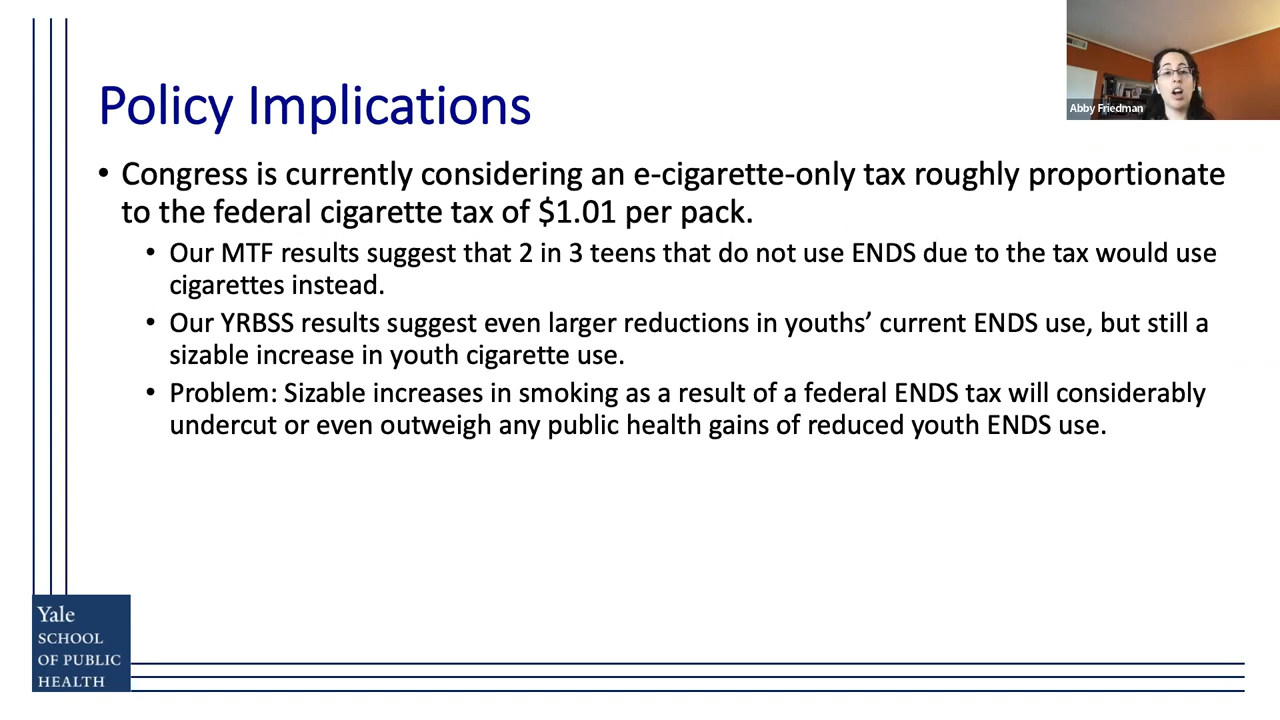 Policy Implications
Abby Friedman
• Congress is currently considering an e-cigarette-only tax roughly proportionate
to the federal cigarette tax of $1.01 per pack.
• Our MTF results suggest that 2 in 3 teens that do not use ENDS due to the tax would use
cigarettes instead.
• Our YRBSS results suggest even larger reductions in youths’ current ENDS use, but still a
sizable increase in youth cigarette use.
• Problem: Sizable increases in smoking as a result of a federal ENDS tax will considerably
undercut or even outweigh any public health gains of reduced youth ENDS use.
Yale
SCHOOL
OF PUBLIC
HEALTH